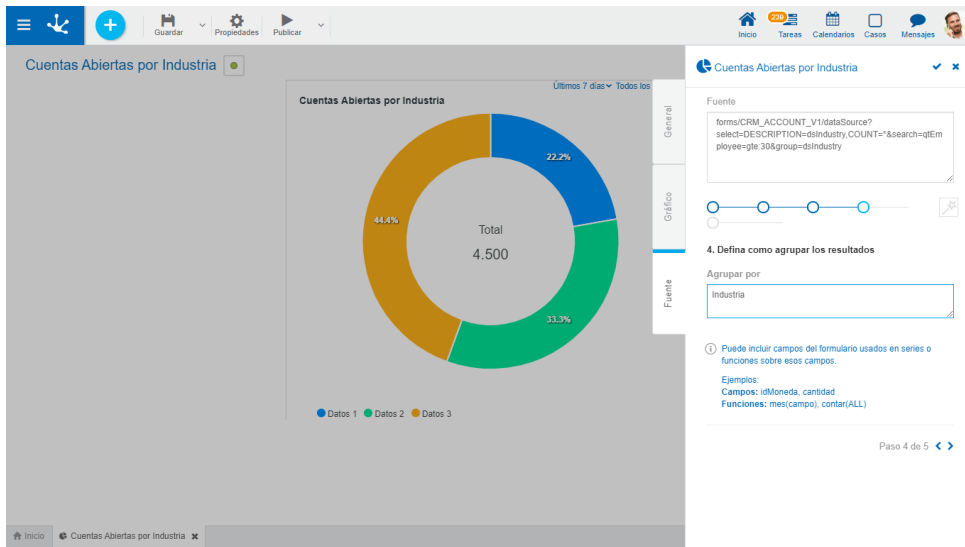 Guardar
Propiedades
Publicar
Inicio
239
Tareas
Calendarios
Casos
Mensajes
Cuentas Abiertas por Industria
Últimos 7 días Todos los
Cuentas Abiertas por Industria
22.2%
44.4%
33.3%
Total
4.500
Datos 1 Datos 2 Datos 3
General
Gráfico
Fuente
Cuentas Abiertas por Industria
Fuente
forms/CRM_ACCOUNT_V1/dataSource?
select=DESCRIPTION=dsIndustry,COUNT=*&search=qtEm
ployee=gte:30&group=dsIndustry
4. Defina como agrupar los resultados
Agrupar por
Industria
Puede incluir campos del formulario usados en series o
funciones sobre esos campos.
Ejemplos:
Campos: idMoneda, cantidad
Funciones: mes(campo), contar(ALL)
Paso 4 de 5
Inicio
Cuentas Abiertas por Industria